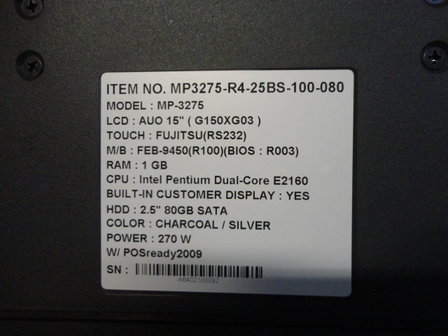 ITEM NO. MP3275-R4-25BS-100-080
MODEL : MP-3275
LCD : AUO 15" ( G150XG03 )
TOUCH : FUJITSU(RS232)
M/B : FEB-9450(R100)(BIOS : R003)
RAM : 1 GB
CPU : Intel Pentium Dual-Core E2160
BUILT-IN CUSTOMER DISPLAY : YES
HDD : 2.5" 80GB SATA
COLOR : CHARCOAL / SILVER
POWER : 270 W
W/ POSready2009
SN :